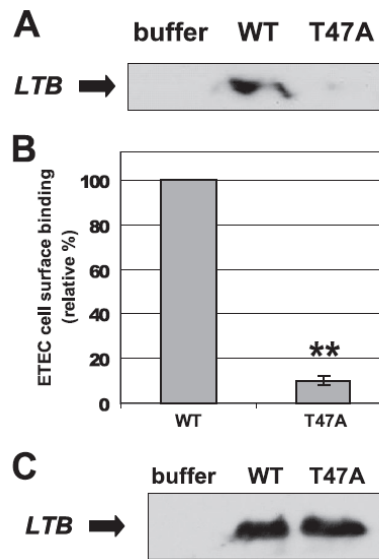 A
buffer WT T47A
LTB
B
ETEC cell surface binding
(relative %)
100
80
60
40
20
0
**
WT T47A
C
buffer WT T47A
LTB